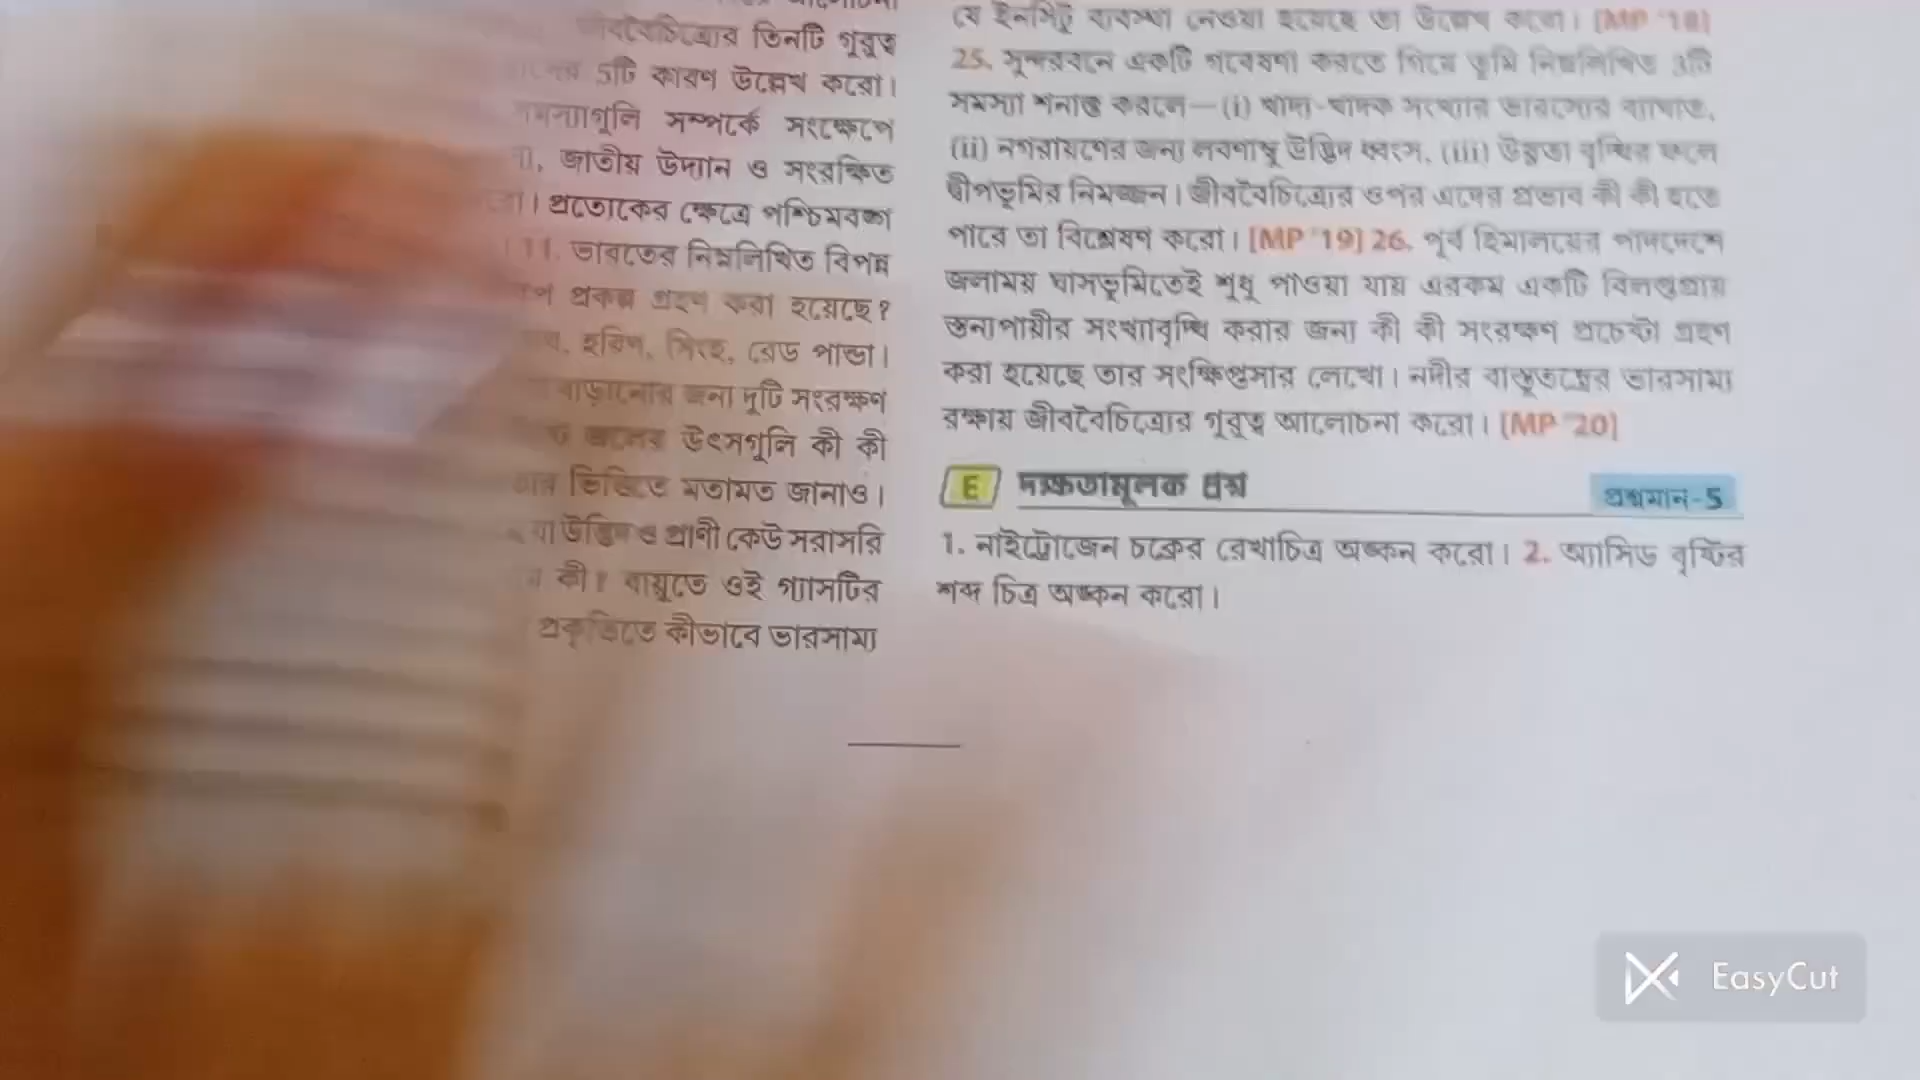 তিনটি গুরুত্ব
5টি কারণ উল্লেখ করো।
সম্পর্কে সংক্ষেপে
জাতীয় উদ্যান ও সংরক্ষিত
। প্রত্যেকের ক্ষেত্রে পশ্চিমবঙ্গ
11. ভারতের নিম্নলিখিত বিপন্ন
প্রকল্প গ্রহণ করা হয়েছে?
হরিণ, সিংহ, রেড পান্ডা।
বাড়ানোর জন্য দুটি সংরক্ষণ
জলের উৎসগুলি কী কী
ভিত্তিতে মতামত জানাও।
যা উদ্ভিদ ও প্রাণী কেউ সরাসরি
কী? বায়ুতে ওই গ্যাসটির
প্রকৃতিতে কীভাবে ভারসাম্য
যে ইনসিটু ব্যবস্থা নেওয়া হয়েছে তা উল্লেখ করো। [MP '18]
25. সুন্দরবনে একটি গবেষণা করতে গিয়ে তুমি নিম্নলিখিত 3টি
সমস্যা শনাক্ত করলে—(i) খাদ্য-খাদক সংখ্যার ভারসাম্যে ব্যাঘাত,
(ii) নগরায়ণের জন্য লবণাম্বু উদ্ভিদ ধ্বংস, (iii) উষ্ণতা বৃদ্ধির ফলে
দ্বীপভূমির নিমজ্জন। জীববৈচিত্র্যের ওপর এদের প্রভাব কী কী হতে
পারে তা বিশ্লেষণ করো। [MP '19] 26. পূর্ব হিমালয়ের পাদদেশে
জলাময় ঘাসভূমিতেই শুধু পাওয়া যায় এরকম একটি বিলুপ্তপ্রায়
স্তন্যপায়ীর সংখ্যাবৃদ্ধি করার জন্য কী কী সংরক্ষণ প্রচেষ্টা গ্রহণ
করা হয়েছে তার সংক্ষিপ্তসার লেখো। নদীর বাস্তুতন্ত্রের ভারসাম্য
রক্ষায় জীববৈচিত্র্যের গুরুত্ব আলোচনা করো। [MP '20]
E দক্ষতামূলক প্রশ্ন প্রশ্নমান-5
1. নাইট্রোজেন চক্রের রেখাচিত্র অঙ্কন করো। 2. অ্যাসিড বৃষ্টির
শব্দ চিত্র অঙ্কন করো।
EasyCut